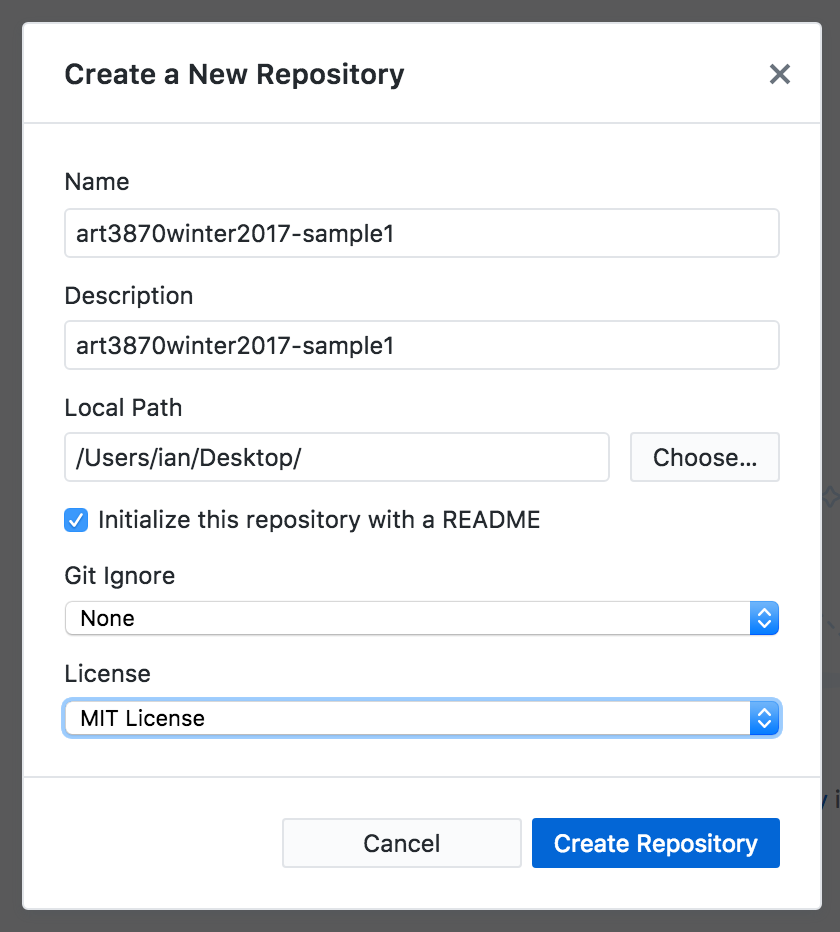 Create a New Repository
Name
art3870winter2017-sample1
Description
art3870winter2017-sample1
Local Path
/Users/ian/Desktop/
Choose...
Initialize this repository with a README
Git Ignore
None
License
MIT License
Cancel
Create Repository